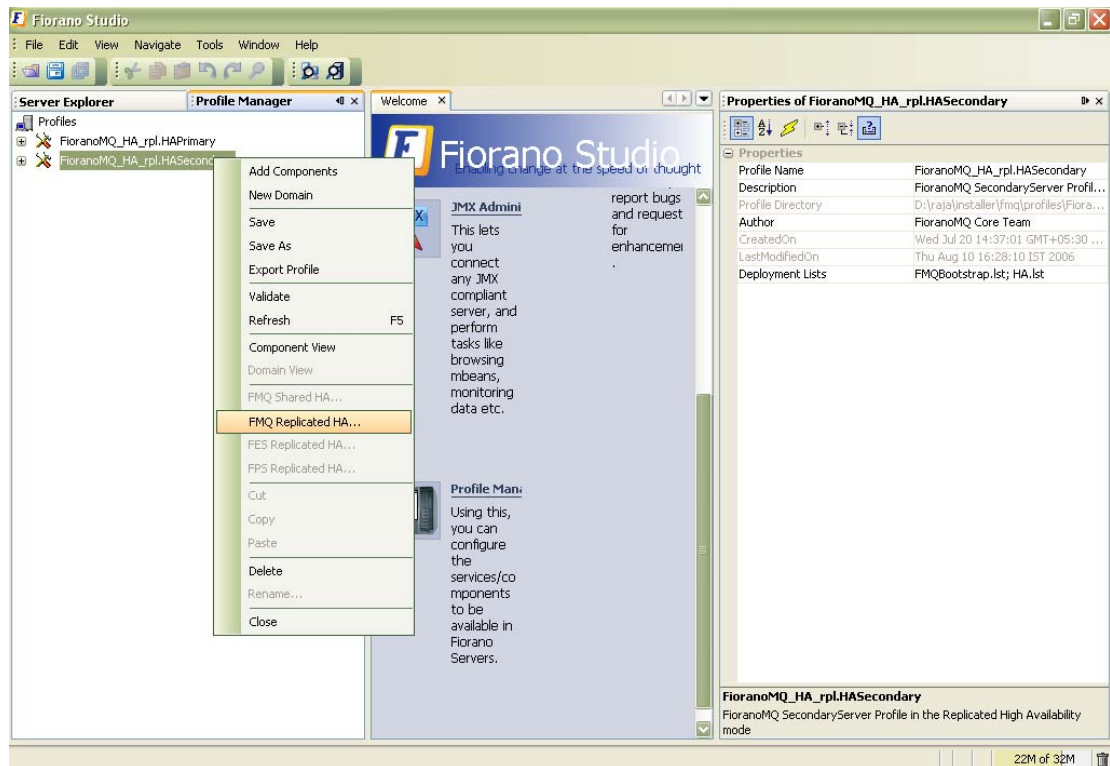 Fiorano Studio
File Edit View Navigate Tools Window Help
Server Explorer
Profile Manager
Profiles
FioranoMQ_HA_rpl.HAPrimary
FioranoMQ_HA_rpl.HASecond
Add Components
New Domain
Save
Save As
Export Profile
Validate
Refresh F5
Component View
Domain View
FMQ Shared HA...
FMQ Replicated HA...
FES Replicated HA...
FPS Replicated HA...
Cut
Copy
Paste
Delete
Rename...
Close
Welcome
Fiorano Studio
Enabling change at the speed of thought
JMX Admini
This lets
you
connect
any JMX
compliant
server, and
perform
tasks like
browsing
mbeans,
monitoring
data etc.
report bugs
and request
for
enhancemei
.
Profile Mana
Using this,
you can
configure
the
services/co
mponents
to be
available in
Fiorano
Servers.
Properties of FioranoMQ_HA_rpl.HASecondary
Properties
Profile Name FioranoMQ_HA_rpl.HASecondary
Description FioranoMQ SecondaryServer Profil...
Profile Directory D:\raja\installer\fmq\profiles\Fiora...
Author FioranoMQ Core Team
CreatedOn Wed Jul 20 14:37:01 GMT+05:30 ...
LastModifiedOn Thu Aug 10 16:28:10 IST 2006
Deployment Lists FMQBootstrap.lst; HA.lst
FioranoMQ_HA_rpl.HASecondary
FioranoMQ SecondaryServer Profile in the Replicated High Availability
mode
22M of 32M